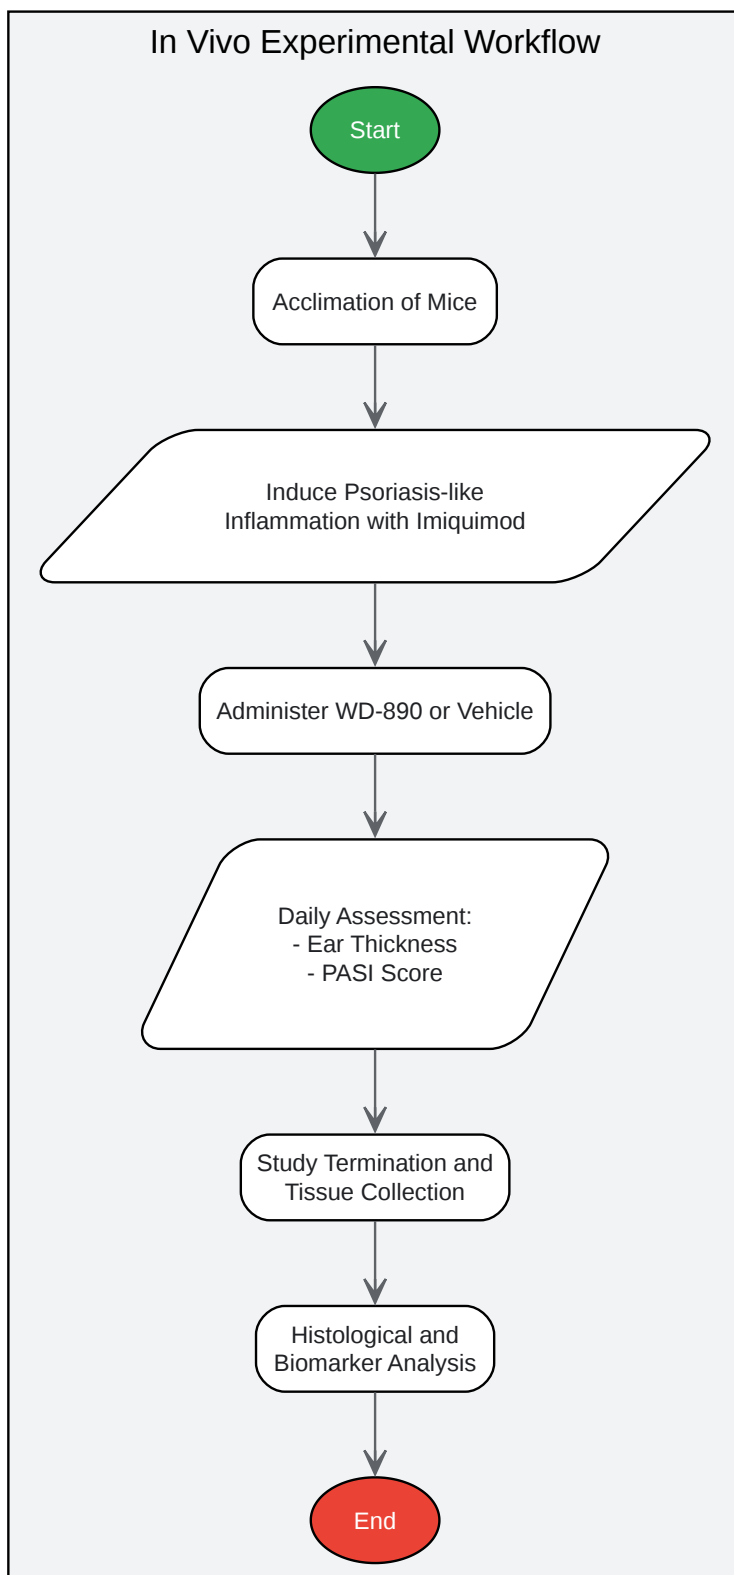 In Vivo Experimental Workflow
Start
Acclimation of Mice
Induce Psoriasis-like
Inflammation with Imiquimod
Administer WD-890 or Vehicle
Daily Assessment:
- Ear Thickness
- PASI Score
Study Termination and
Tissue Collection
Histological and
Biomarker Analysis
End